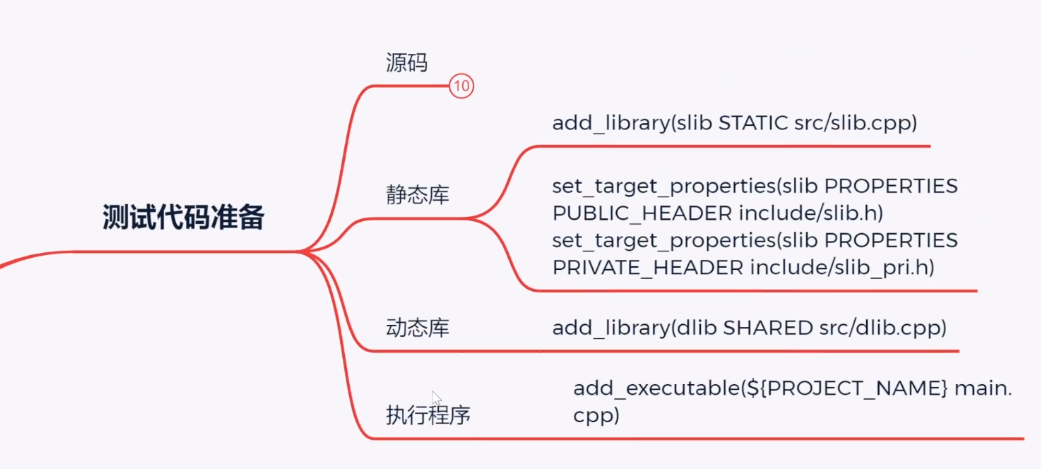 源码
10
add_library(slib STATIC src/slib.cpp)
静态库
set_target_properties(slib PROPERTIES
PUBLIC_HEADER include/slib.h)
set_target_properties(slib PROPERTIES
PRIVATE_HEADER include/slib_pri.h)
测试代码准备
动态库
add_library(dlib SHARED src/dlib.cpp)
执行程序
add_executable(${PROJECT_NAME} main.
cpp)